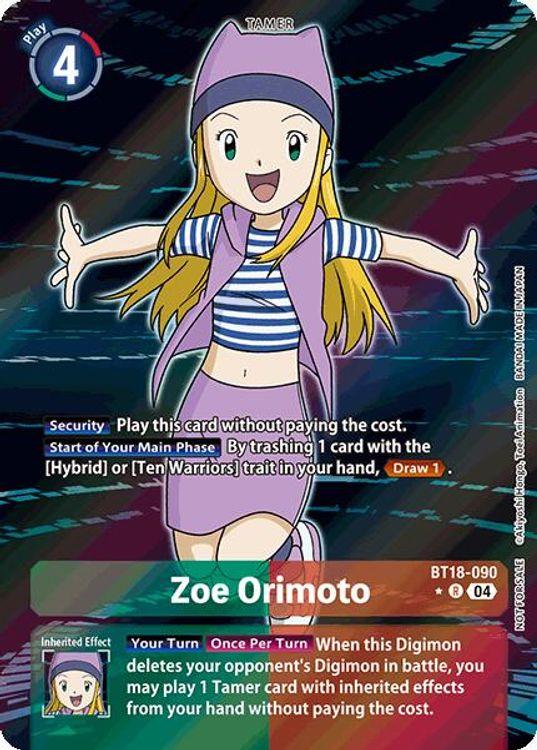 TAMER
Play
4
Security Play this card without paying the cost.
Start of Your Main Phase By trashing 1 card with the
[Hybrid] or [Ten Warriors] trait in your hand, Draw 1 .
©Akiyoshi Hongo, Toei Animation BANDAI MADE IN JAPAN
NOT FOR SALE
BT18-090
Zoe Orimoto
R 04
Inherited Effect
Your Turn Once Per Turn When this Digimon
deletes your opponent's Digimon in battle, you
may play 1 Tamer card with inherited effects
from your hand without paying the cost.